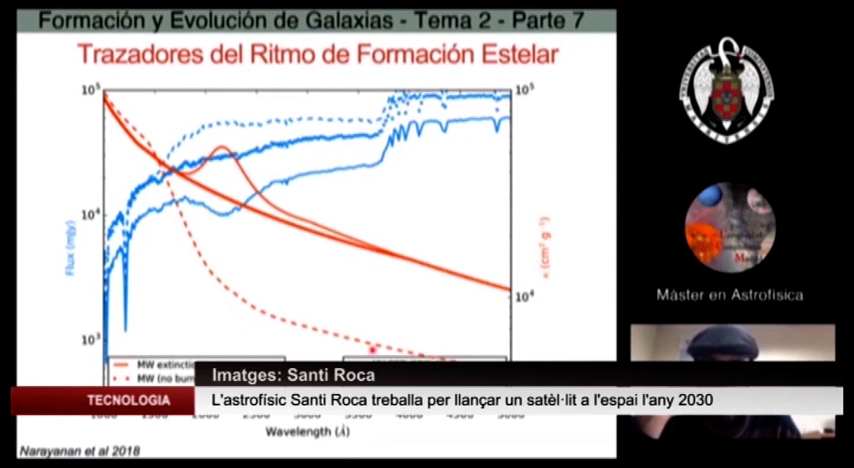 Formación y Evolución de Galaxias - Tema 2 - Parte 7
Trazadores del Ritmo de Formación Estelar
10⁵
10⁵
10⁴
10⁴
10³
Flux (mJy)
κ (cm² g⁻¹)
MW extinctio
MW (no bum
Wavelength (Å)
Narayanan et al 2018
Máster en Astrofísica
Imatges: Santi Roca
TECNOLOGIA
L'astrofísic Santi Roca treballa per llançar un satèl·lit a l'espai l'any 2030